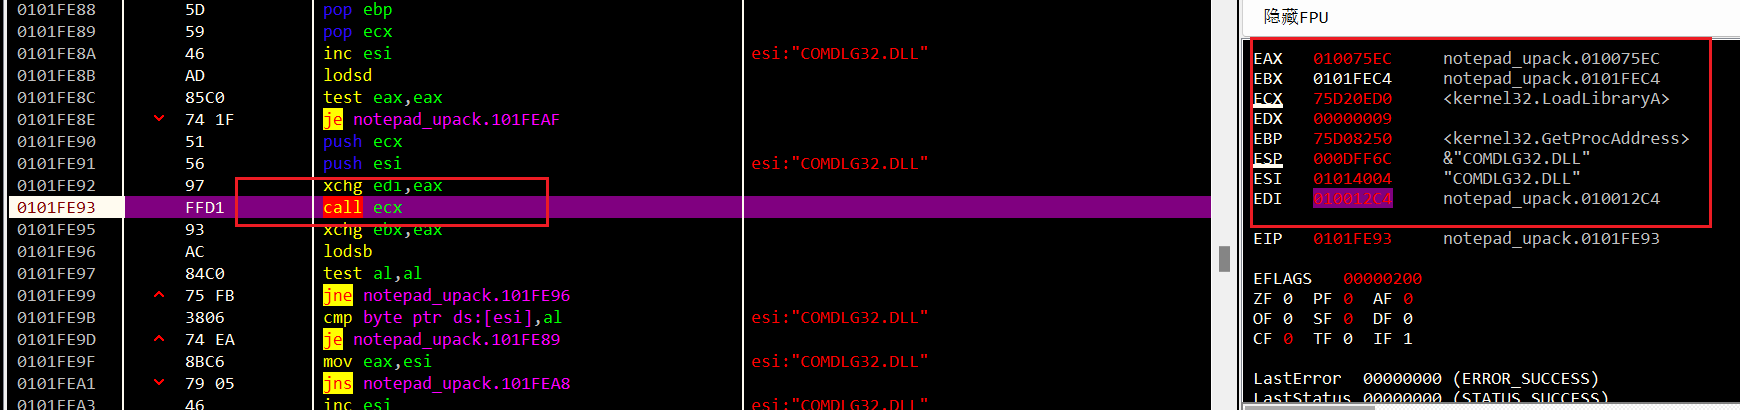 0101FE88 5D pop ebp
0101FE89 59 pop ecx
0101FE8A 46 inc esi esi:"COMDLG32.DLL"
0101FE8B AD lodsd
0101FE8C 85C0 test eax,eax
0101FE8E 74 1F je notepad_upack.101FEAF
0101FE90 51 push ecx
0101FE91 56 push esi esi:"COMDLG32.DLL"
0101FE92 97 xchg edi,eax
0101FE93 FFD1 call ecx
0101FE95 93 xchg ebx,eax
0101FE96 AC lodsb
0101FE97 84C0 test al,al
0101FE99 75 FB jne notepad_upack.101FE96
0101FE9B 3806 cmp byte ptr ds:[esi],al esi:"COMDLG32.DLL"
0101FE9D 74 EA je notepad_upack.101FE89
0101FE9F 8BC6 mov eax,esi esi:"COMDLG32.DLL"
0101FEA1 79 05 jns notepad_upack.101FEA8
0101FEA3 46 inc esi esi:"COMDLG32.DLL"
隐藏FPU
EAX 010075EC notepad_upack.010075EC
EBX 0101FEC4 notepad_upack.0101FEC4
ECX 75D20ED0 <kernel32.LoadLibraryA>
EDX 00000009
EBP 75D08250 <kernel32.GetProcAddress>
ESP 000DFF6C &"COMDLG32.DLL"
ESI 01014004 "COMDLG32.DLL"
EDI 010012C4 notepad_upack.010012C4
EIP 0101FE93 notepad_upack.0101FE93
EFLAGS 00000200
ZF 0 PF 0 AF 0
OF 0 SF 0 DF 0
CF 0 TF 0 IF 1
LastError 00000000 (ERROR_SUCCESS)
LastStatus 00000000 (STATUS_SUCCESS)